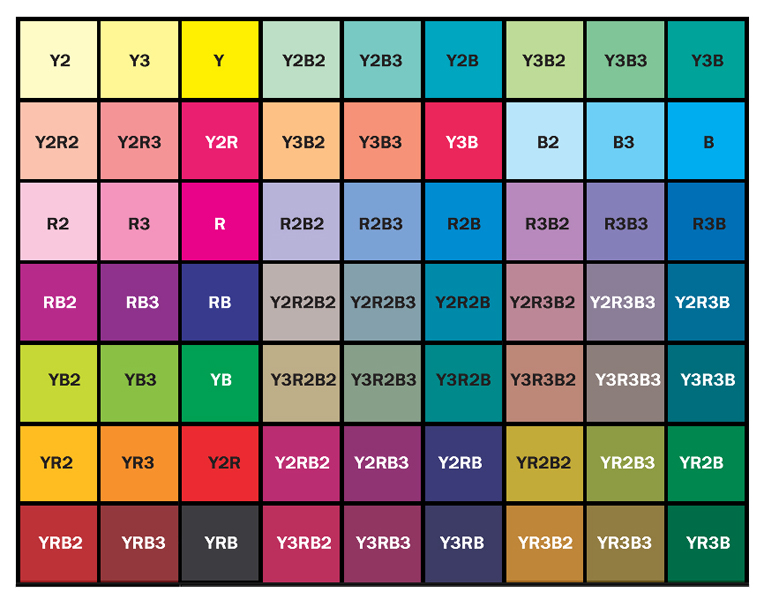 Y2 Y3 Y Y2B2 Y2B3 Y2B Y3B2 Y3B3 Y3B
Y2R2 Y2R3 Y2R Y3B2 Y3B3 Y3B B2 B3 B
R2 R3 R R2B2 R2B3 R2B R3B2 R3B3 R3B
RB2 RB3 RB Y2R2B2 Y2R2B3 Y2R2B Y2R3B2 Y2R3B3 Y2R3B
YB2 YB3 YB Y3R2B2 Y3R2B3 Y3R2B Y3R3B2 Y3R3B3 Y3R3B
YR2 YR3 Y2R Y2RB2 Y2RB3 Y2RB YR2B2 YR2B3 YR2B
YRB2 YRB3 YRB Y3RB2 Y3RB3 Y3RB YR3B2 YR3B3 YR3B